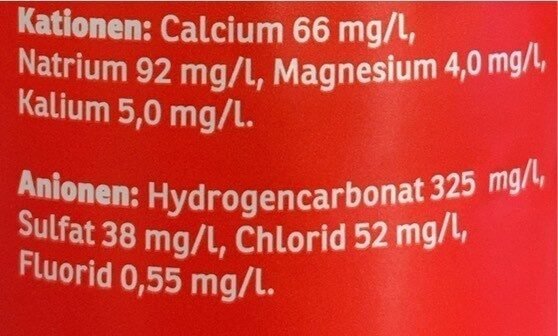 Kationen: Calcium 66 mg/l,
Natrium 92 mg/l, Magnesium 4,0 mg/l,
Kalium 5,0 mg/l.
Anionen: Hydrogencarbonat 325 mg/l,
Sulfat 38 mg/l, Chlorid 52 mg/l,
Fluorid 0,55 mg/l.